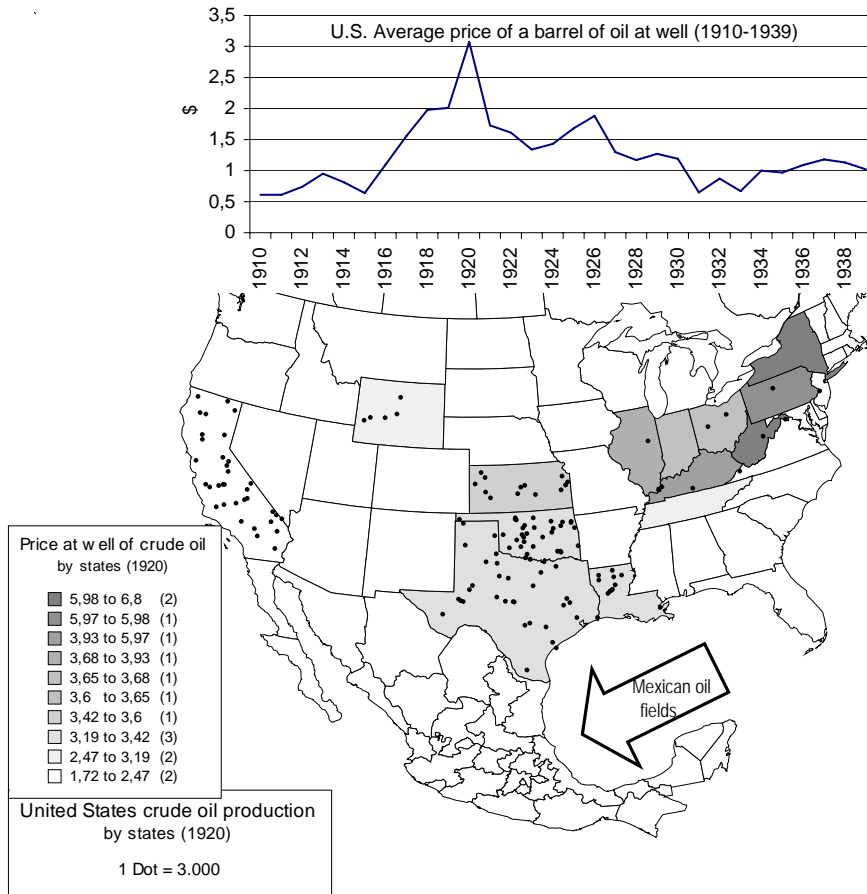 U.S. Average price of a barrel of oil at well (1910-1939)
$
3,5
3
2,5
2
1,5
1
0,5
0
1910
1912
1914
1916
1918
1920
1922
1924
1926
1928
1930
1932
1934
1936
1938
Mexican oil
fields
Price at well of crude oil
by states (1920)
5,98 to 6,8 (2)
5,97 to 5,98 (1)
3,93 to 5,97 (1)
3,68 to 3,93 (1)
3,65 to 3,68 (1)
3,6 to 3,65 (1)
3,42 to 3,6 (1)
3,19 to 3,42 (3)
2,47 to 3,19 (2)
1,72 to 2,47 (2)
United States crude oil production
by states (1920)
1 Dot = 3.000